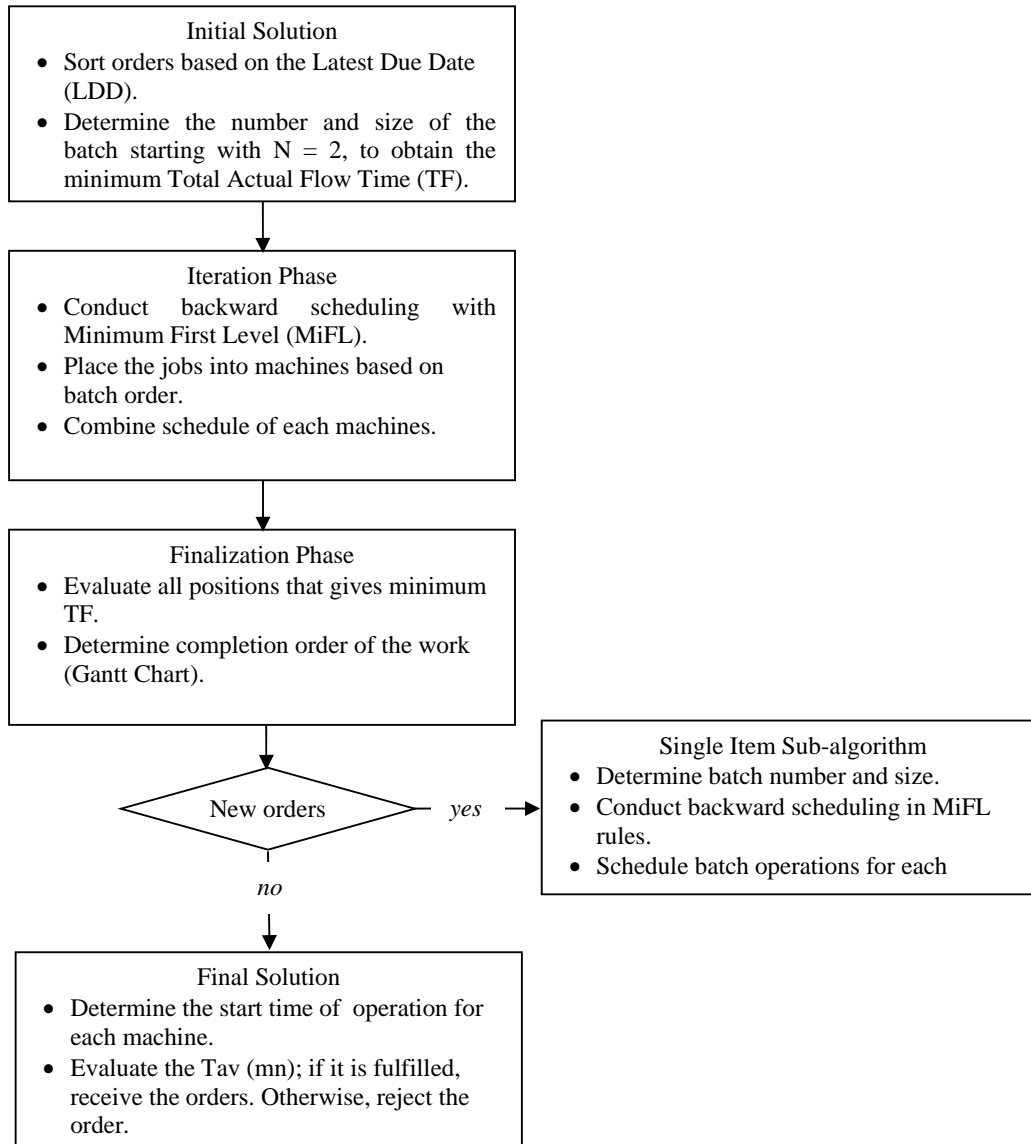 Initial Solution
• Sort orders based on the Latest Due Date
(LDD).
• Determine the number and size of the
batch starting with N = 2, to obtain the
minimum Total Actual Flow Time (TF).
Iteration Phase
• Conduct backward scheduling with
Minimum First Level (MiFL).
• Place the jobs into machines based on
batch order.
• Combine schedule of each machines.
Finalization Phase
• Evaluate all positions that gives minimum
TF.
• Determine completion order of the work
(Gantt Chart).
New orders
yes
Single Item Sub-algorithm
• Determine batch number and size.
• Conduct backward scheduling in MiFL
rules.
• Schedule batch operations for each
no
Final Solution
• Determine the start time of operation for
each machine.
• Evaluate the Tav (mn); if it is fulfilled,
receive the orders. Otherwise, reject the
order.